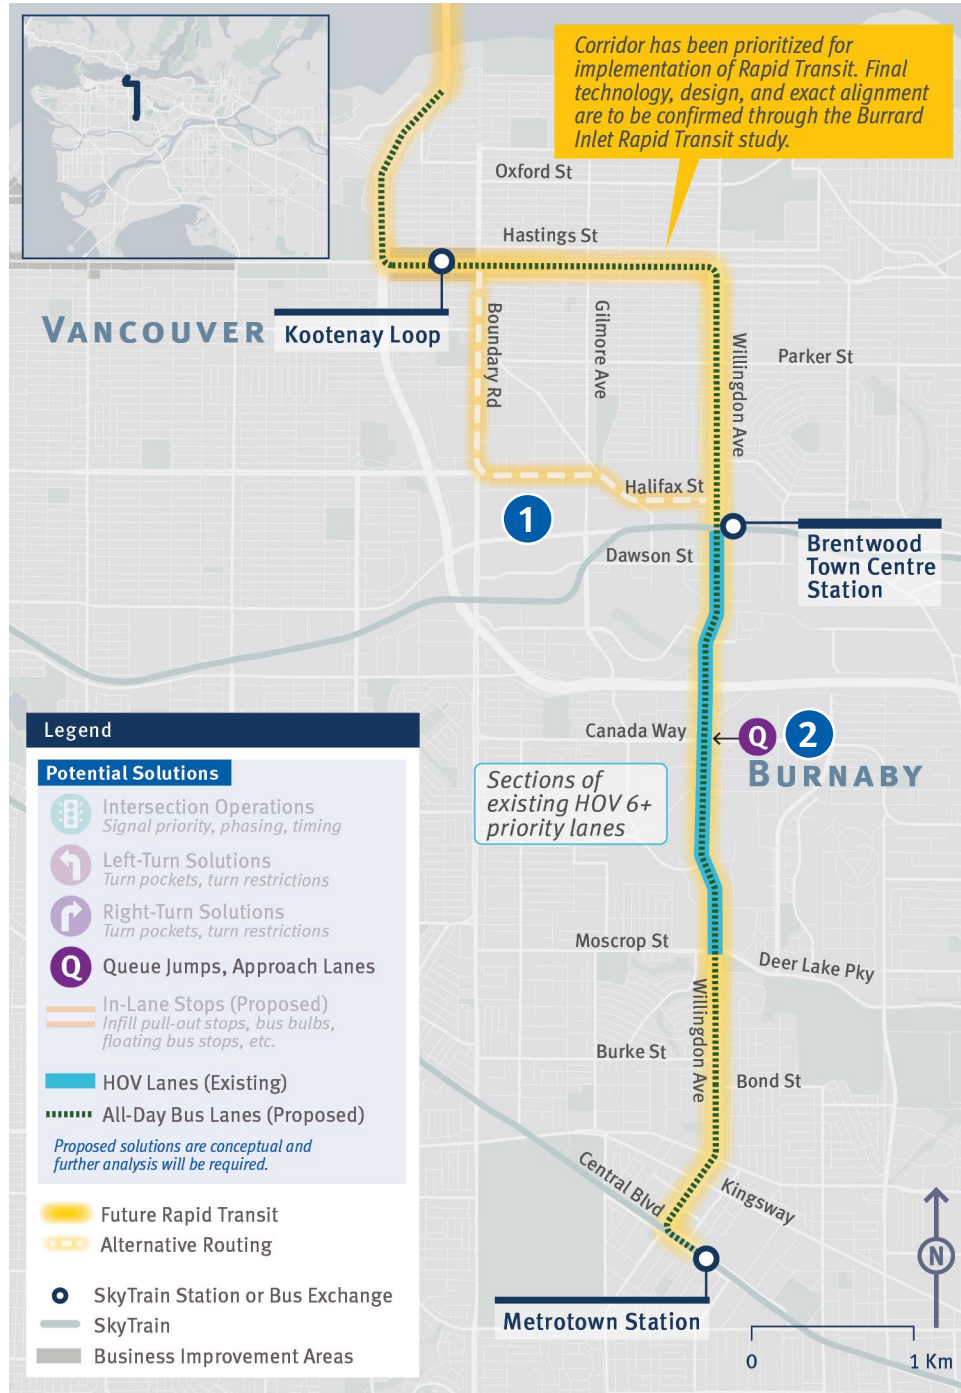 Corridor has been prioritized for
implementation of Rapid Transit. Final
technology, design, and exact alignment
are to be confirmed through the Burrard
Inlet Rapid Transit study.
Oxford St
Hastings St
VANCOUVER
Kootenay Loop
Boundary Rd
Gilmore Ave
Willingdon Ave
Parker St
Halifax St
1
Dawson St
Brentwood
Town Centre
Station
Canada Way
Q
2
BURNABY
Sections of
existing HOV 6+
priority lanes
Moscrop St
Deer Lake Pky
Willingdon Ave
Burke St
Bond St
Central Blvd
Kingsway
Metrotown Station
N
0
1 Km
Legend
Potential Solutions
Intersection Operations
Signal priority, phasing, timing
Left-Turn Solutions
Turn pockets, turn restrictions
Right-Turn Solutions
Turn pockets, turn restrictions
Q
Queue Jumps, Approach Lanes
In-Lane Stops (Proposed)
Infill pull-out stops, bus bulbs,
floating bus stops, etc.
HOV Lanes (Existing)
All-Day Bus Lanes (Proposed)
Proposed solutions are conceptual and
further analysis will be required.
Future Rapid Transit
Alternative Routing
SkyTrain Station or Bus Exchange
SkyTrain
Business Improvement Areas